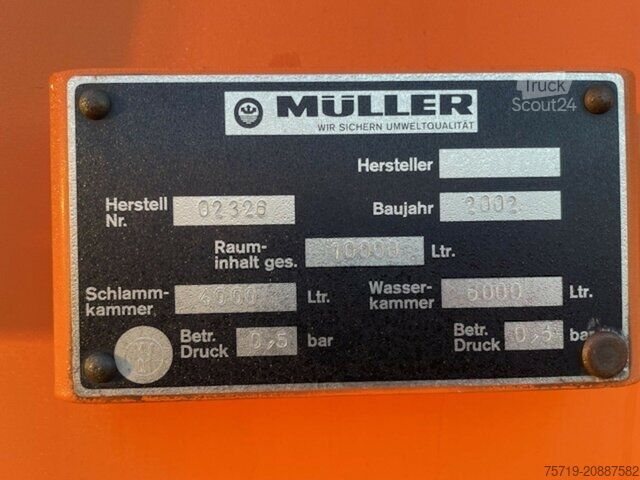 Truck
Scout24
MÜLLER
WIR SICHERN UMWELTQUALITÄT
Hersteller
Herstell Nr. 02326
Baujahr 2002
Raum-
inhalt ges. 10000 Ltr.
Schlamm-
kammer 4000 Ltr.
Wasser-
kammer 6000 Ltr.
Betr.
Druck 0,5 bar
Betr.
Druck 0,5 bar
75719-20887582